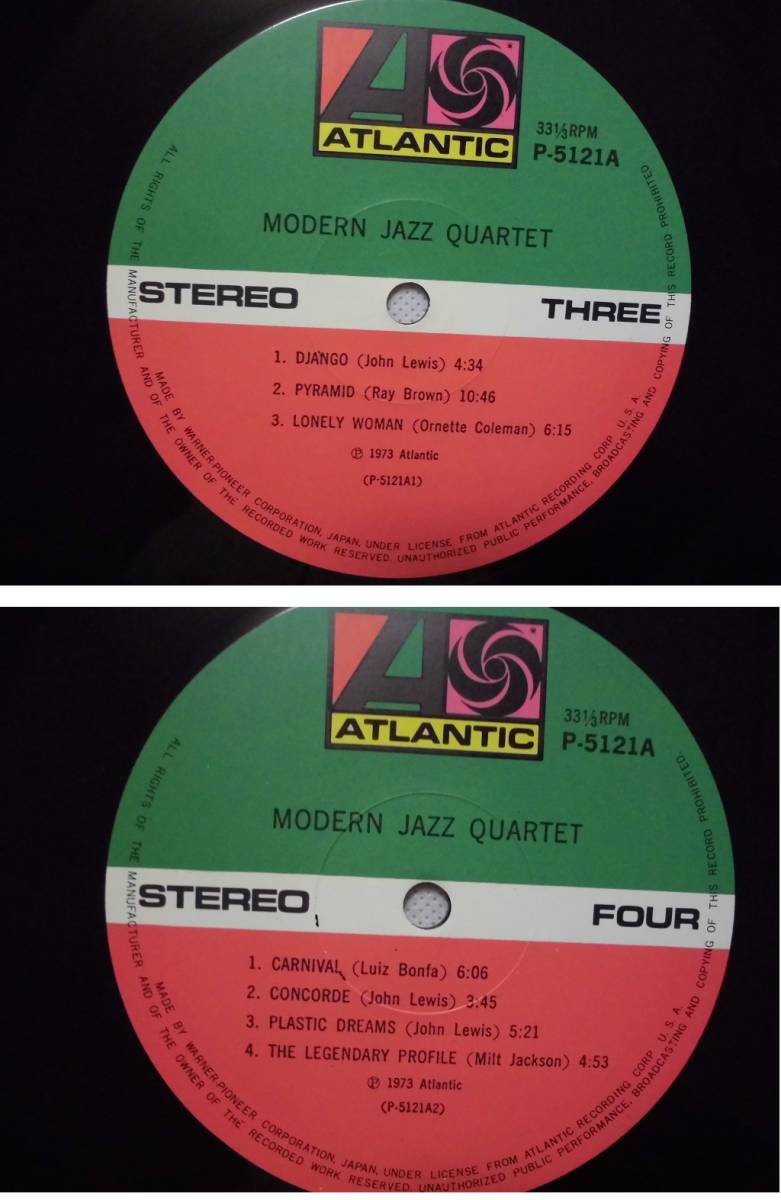 ATLANTIC
33⅓RPM
P-5121A
MODERN JAZZ QUARTET
STEREO
THREE
1. DJANGO (John Lewis) 4:34
2. PYRAMID (Ray Brown) 10:46
3. LONELY WOMAN (Ornette Coleman) 6:15
Ⓟ 1973 Atlantic
(P-5121A1)
MADE BY WARNER-PIONEER CORPORATION, JAPAN, UNDER LICENSE FROM ATLANTIC RECORDING CORP. U. S. A.
ALL RIGHTS OF THE MANUFACTURER AND OF THE OWNER OF THE RECORDED WORK RESERVED. UNAUTHORIZED PUBLIC PERFORMANCE, BROADCASTING AND COPYING OF THIS RECORD PROHIBITED.
ATLANTIC
33⅓RPM
P-5121A
MODERN JAZZ QUARTET
STEREO
FOUR
1. CARNIVAL (Luiz Bonfa) 6:06
2. CONCORDE (John Lewis) 3:45
3. PLASTIC DREAMS (John Lewis) 5:21
4. THE LEGENDARY PROFILE (Milt Jackson) 4:53
Ⓟ 1973 Atlantic
(P-5121A2)
MADE BY WARNER-PIONEER CORPORATION, JAPAN, UNDER LICENSE FROM ATLANTIC RECORDING CORP. U. S. A.
ALL RIGHTS OF THE MANUFACTURER AND OF THE OWNER OF THE RECORDED WORK RESERVED. UNAUTHORIZED PUBLIC PERFORMANCE, BROADCASTING AND COPYING OF THIS RECORD PROHIBITED.